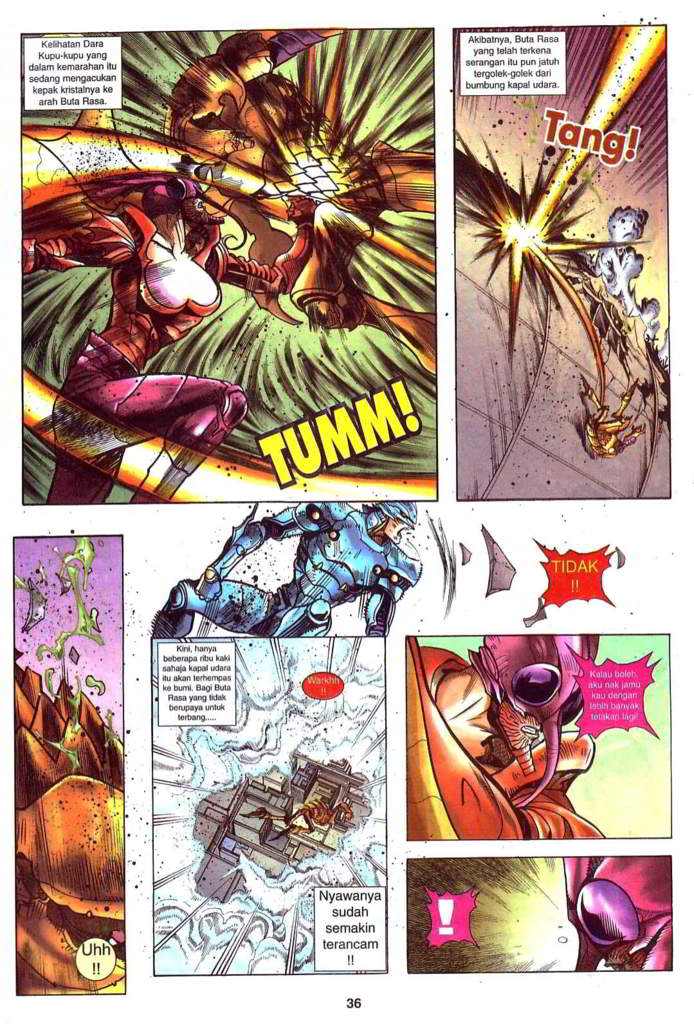 Kelihatan Dara
Kupu-kupu yang
dalam kemarahan itu
sedang mengacukan
kepak kristalnya ke
arah Buta Rasa.
TUMM!
Akibatnya, Buta Rasa
yang telah terkena
serangan itu pun jatuh
tergolek-golek dari
bumbung kapal udara.
Tang!
Uhh
!!
Kini, hanya
beberapa ribu kaki
sahaja kapal udara
itu akan terhempas
ke bumi. Bagi Buta
Rasa yang tidak
berupaya untuk
terbang.....
Warkhh
!!
Nyawanya
sudah
semakin
terancam
!!
TIDAK
!!
Kalau boleh,
aku nak jamu
kau dengan
lebih banyak
tetakan lagi!
!
36